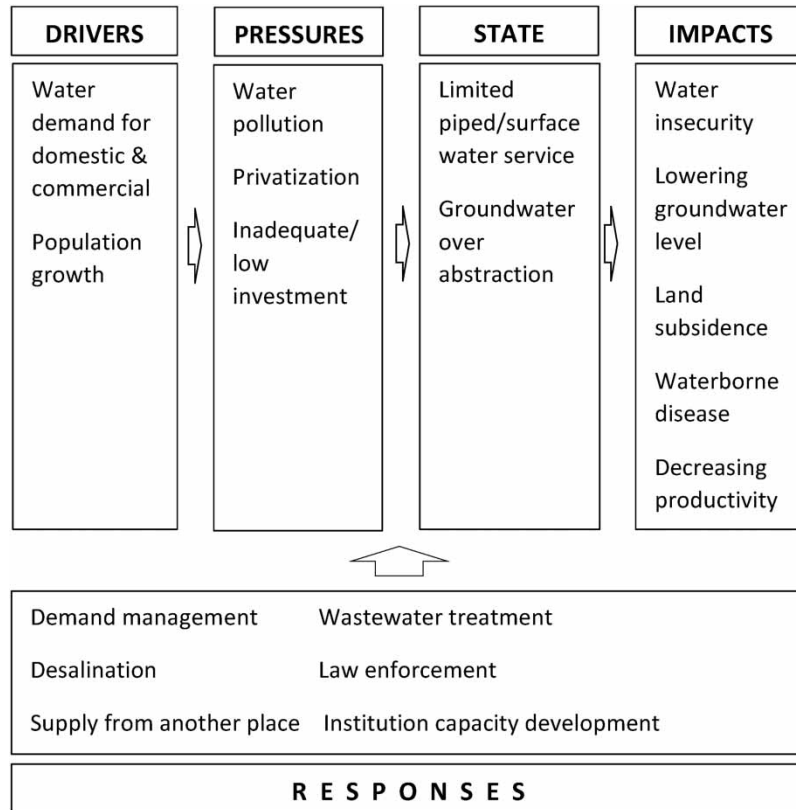 DRIVERS
Water
demand for
domestic &
commercial
Population
growth
PRESSURES
Water
pollution
Privatization
Inadequate/
low
investment
STATE
Limited
piped/surface
water service
Groundwater
over
abstraction
IMPACTS
Water
insecurity
Lowering
groundwater
level
Land
subsidence
Waterborne
disease
Decreasing
productivity
Demand management
Wastewater treatment
Desalination
Law enforcement
Supply from another place
Institution capacity development
RESPONSES